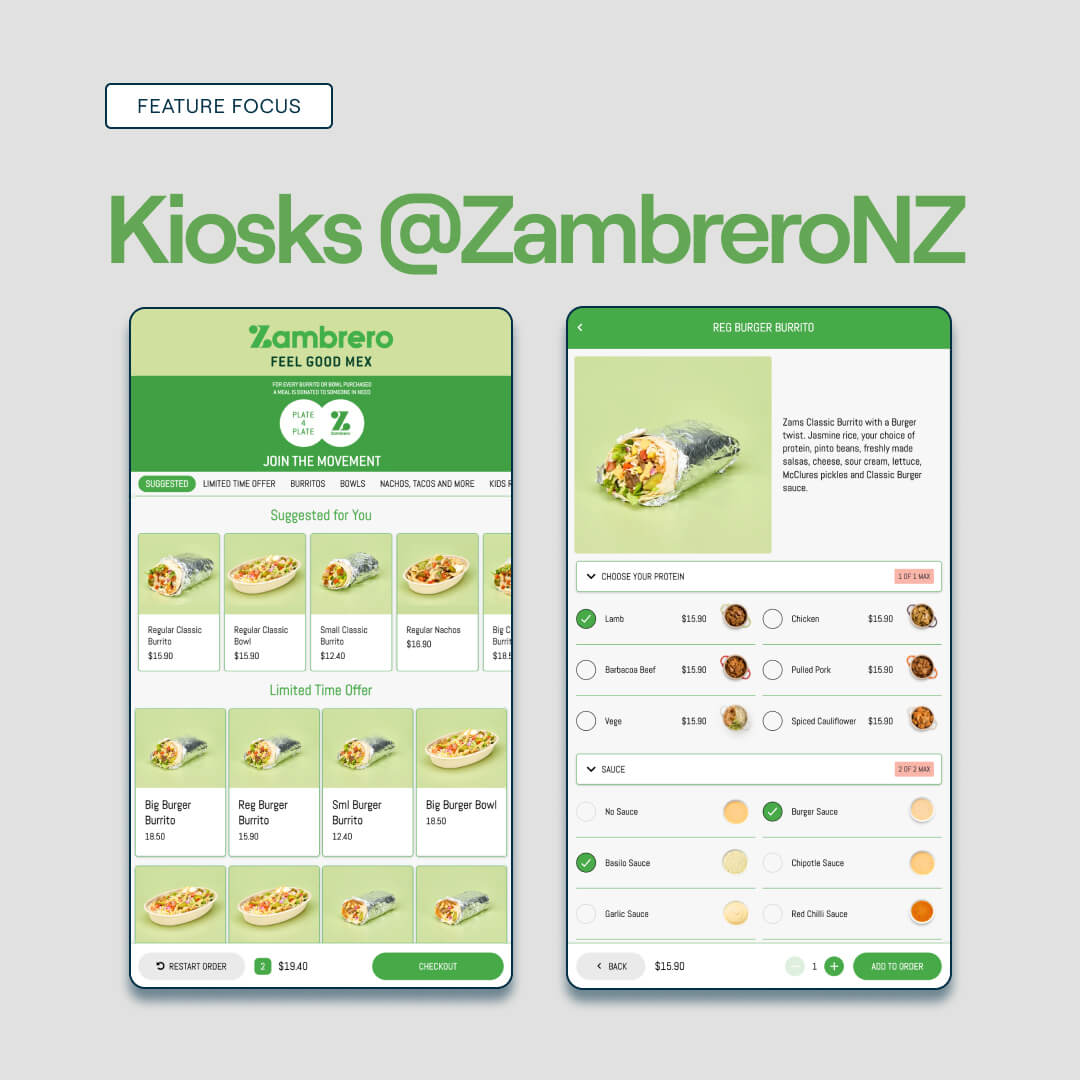 FEATURE FOCUS
Kiosks @ZambreroNZ
Zambrero
FEEL GOOD MEX
FOR EVERY BURRITO OR BOWL PURCHASED
A MEAL IS DONATED TO SOMEONE IN NEED
PLATE
4
PLATE
ZAMBRERO
JOIN THE MOVEMENT
SUGGESTED LIMITED TIME OFFER BURRITOS BOWLS NACHOS, TACOS AND MORE KIDS R
Suggested for You
Regular Classic
Burrito
$15.90
Regular Classic
Bowl
$15.90
Small Classic
Burrito
$12.40
Regular Nachos
$16.90
Big C
Burrito
$18.5
Limited Time Offer
Big Burger
Burrito
18.50
Reg Burger
Burrito
15.90
Sml Burger
Burrito
12.40
Big Burger Bowl
18.50
RESTART ORDER 2 $19.40 CHECKOUT
REG BURGER BURRITO
Zams Classic Burrito with a Burger
twist. Jasmine rice, your choice of
protein, pinto beans, freshly made
salsas, cheese, sour cream, lettuce,
McClures pickles and Classic Burger
sauce.
CHOOSE YOUR PROTEIN 1 OF 1 MAX
Lamb $15.90 Chicken $15.90
Barbacoa Beef $15.90 Pulled Pork $15.90
Vege $15.90 Spiced Cauliflower $15.90
SAUCE 2 OF 2 MAX
No Sauce Burger Sauce
Basilo Sauce Chipotle Sauce
Garlic Sauce Red Chilli Sauce
BACK $15.90 1 ADD TO ORDER